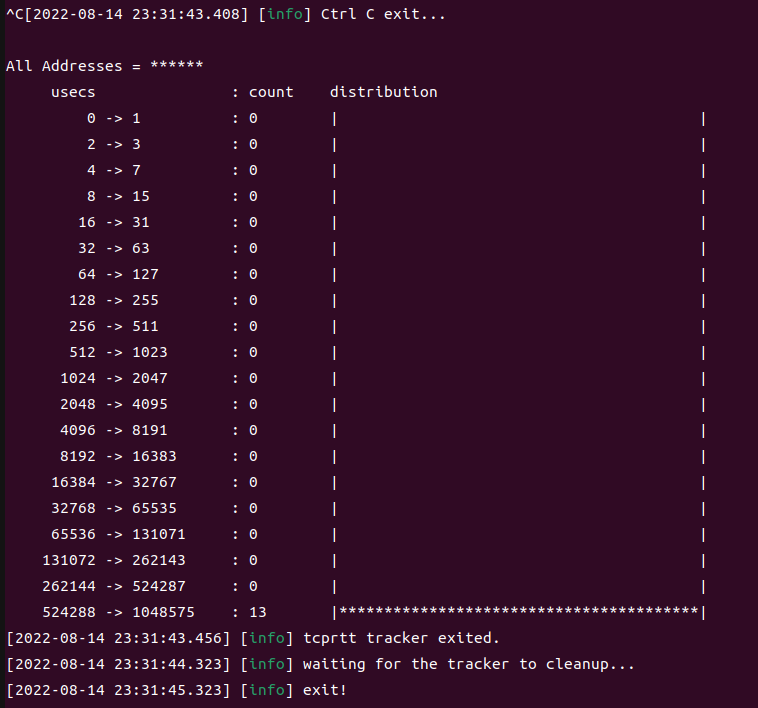 ^C[2022-08-14 23:31:43.408] [info] Ctrl C exit...
All Addresses = ******
     usecs               : count    distribution
         0 -> 1          : 0        |                                        |
         2 -> 3          : 0        |                                        |
         4 -> 7          : 0        |                                        |
         8 -> 15         : 0        |                                        |
        16 -> 31         : 0        |                                        |
        32 -> 63         : 0        |                                        |
        64 -> 127        : 0        |                                        |
       128 -> 255        : 0        |                                        |
       256 -> 511        : 0        |                                        |
       512 -> 1023       : 0        |                                        |
      1024 -> 2047       : 0        |                                        |
      2048 -> 4095       : 0        |                                        |
      4096 -> 8191       : 0        |                                        |
      8192 -> 16383      : 0        |                                        |
     16384 -> 32767      : 0        |                                        |
     32768 -> 65535      : 0        |                                        |
     65536 -> 131071     : 0        |                                        |
    131072 -> 262143     : 0        |                                        |
    262144 -> 524287     : 0        |                                        |
    524288 -> 1048575    : 13       |****************************************|
[2022-08-14 23:31:43.456] [info] tcprtt tracker exited.
[2022-08-14 23:31:44.323] [info] waiting for the tracker to cleanup...
[2022-08-14 23:31:45.323] [info] exit!